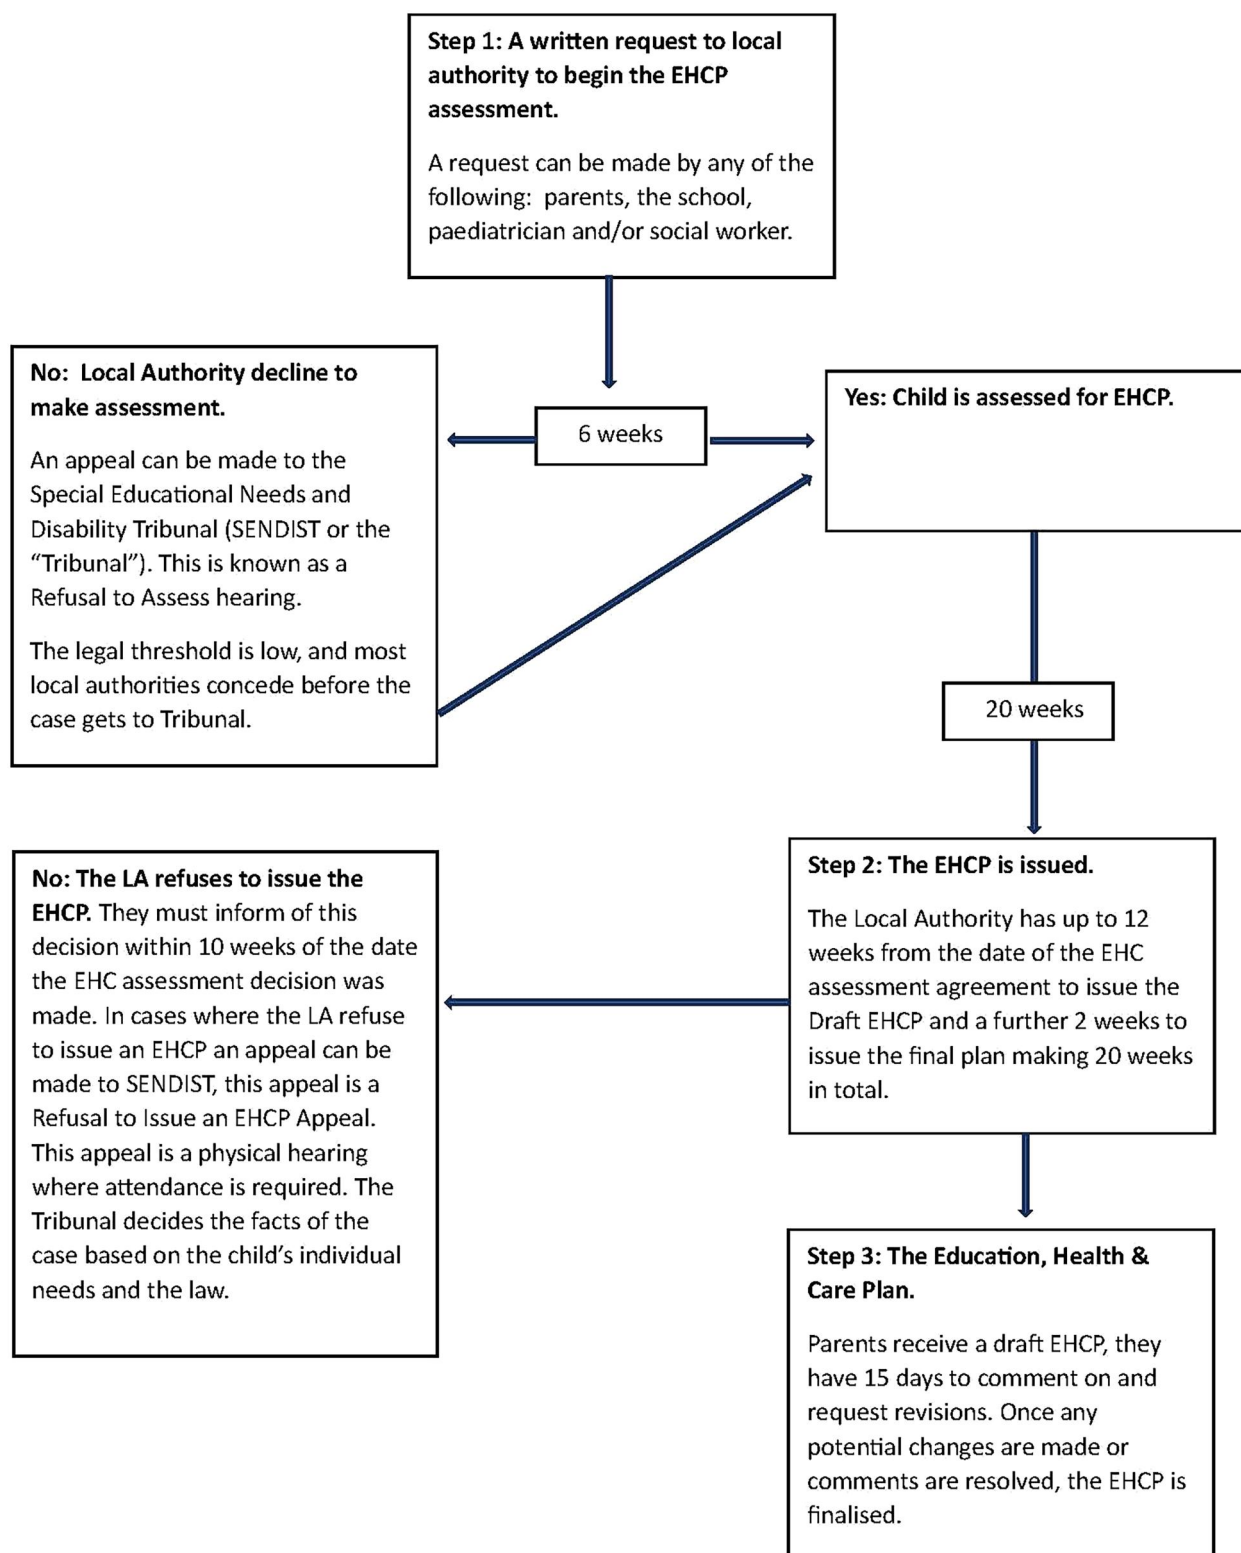 Step 1: A written request to local
authority to begin the EHCP
assessment.
A request can be made by any of the
following:  parents, the school,
paediatrician and/or social worker.
No:  Local Authority decline to
make assessment.
An appeal can be made to the
Special Educational Needs and
Disability Tribunal (SENDIST or the
“Tribunal”). This is known as a
Refusal to Assess hearing.
The legal threshold is low, and most
local authorities concede before the
case gets to Tribunal.
6 weeks
Yes: Child is assessed for EHCP.
20 weeks
No: The LA refuses to issue the
EHCP. They must inform of this
decision within 10 weeks of the date
the EHC assessment decision was
made. In cases where the LA refuse
to issue an EHCP an appeal can be
made to SENDIST, this appeal is a
Refusal to Issue an EHCP Appeal.
This appeal is a physical hearing
where attendance is required. The
Tribunal decides the facts of the
case based on the child’s individual
needs and the law.
Step 2: The EHCP is issued.
The Local Authority has up to 12
weeks from the date of the EHC
assessment agreement to issue the
Draft EHCP and a further 2 weeks to
issue the final plan making 20 weeks
in total.
Step 3: The Education, Health &
Care Plan.
Parents receive a draft EHCP, they
have 15 days to comment on and
request revisions. Once any
potential changes are made or
comments are resolved, the EHCP is
finalised.